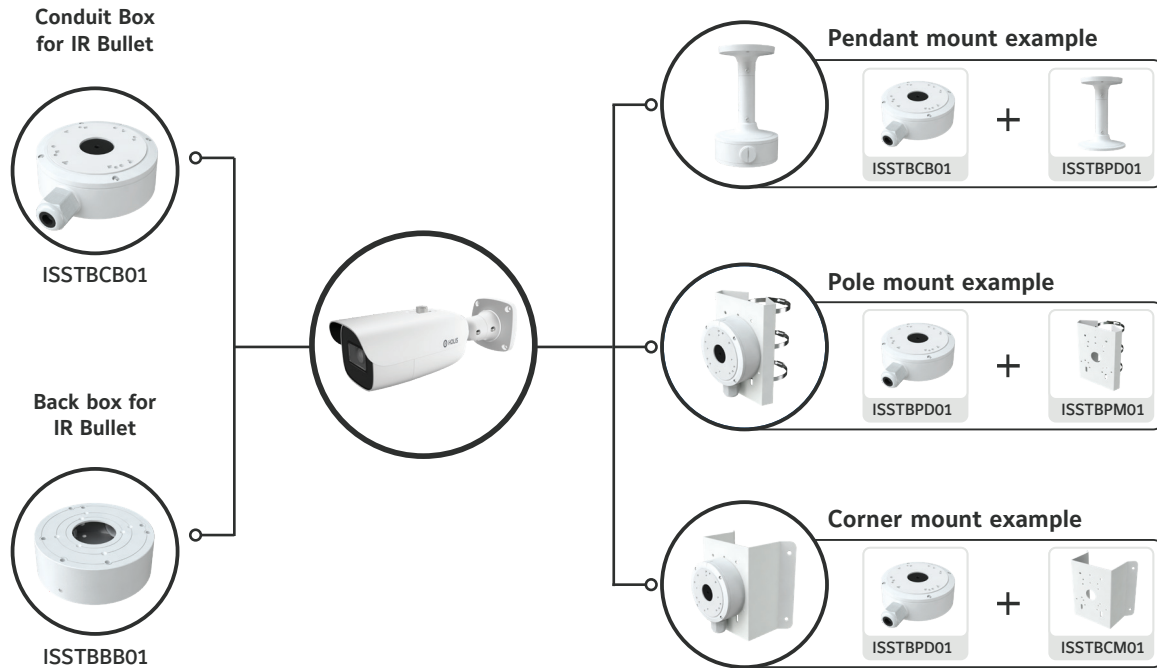 Conduit Box
for IR Bullet
ISSTBCB01
Back box for
IR Bullet
ISSTBBB01
HOLIS
Pendant mount example
ISSTBCB01
+
ISSTBPD01
Pole mount example
ISSTBPD01
+
ISSTBPM01
Corner mount example
ISSTBPD01
+
ISSTBCM01